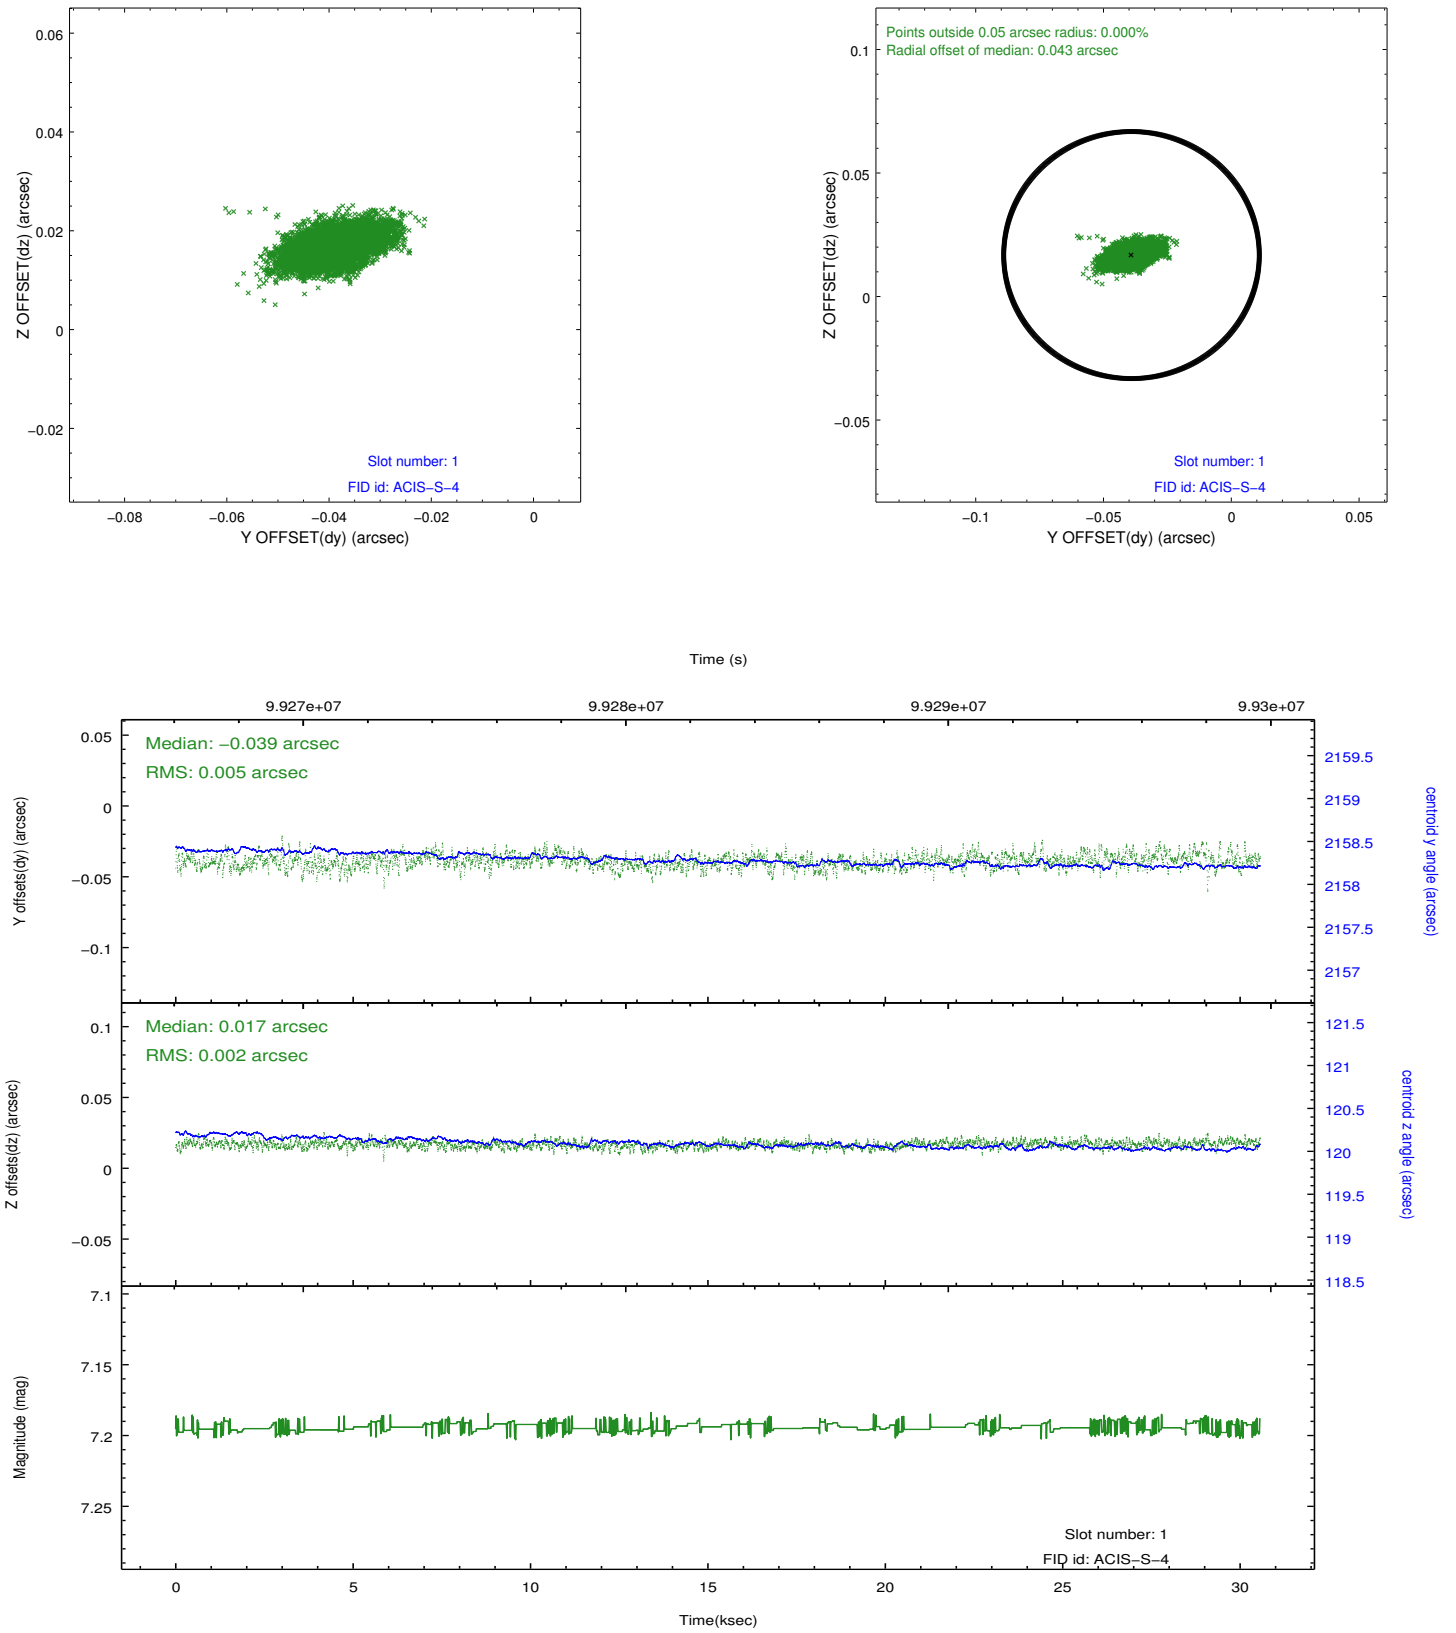 0.06
0.04
0.02
0
−0.02
Z OFFSET(dz) (arcsec)
Slot number: 1
FID id: ACIS−S−4
−0.08
−0.06
−0.04
−0.02
0
Y OFFSET(dy) (arcsec)
Points outside 0.05 arcsec radius: 0.000%
Radial offset of median: 0.043 arcsec
0.1
0.05
0
−0.05
Z OFFSET(dz) (arcsec)
Slot number: 1
FID id: ACIS−S−4
−0.1
−0.05
0
0.05
Y OFFSET(dy) (arcsec)
Time (s)
9.927e+07
9.928e+07
9.929e+07
9.93e+07
Median: −0.039 arcsec
RMS: 0.005 arcsec
0.05
0
−0.05
−0.1
Y offsets(dy) (arcsec)
2159.5
2159
2158.5
2158
2157.5
2157
centroid y angle (arcsec)
Median: 0.017 arcsec
RMS: 0.002 arcsec
0.1
0.05
0
−0.05
Z offsets(dz) (arcsec)
121.5
121
120.5
120
119.5
119
118.5
centroid z angle (arcsec)
7.1
7.15
7.2
7.25
Magnitude (mag)
Slot number: 1
FID id: ACIS−S−4
0
5
10
15
20
25
30
Time(ksec)